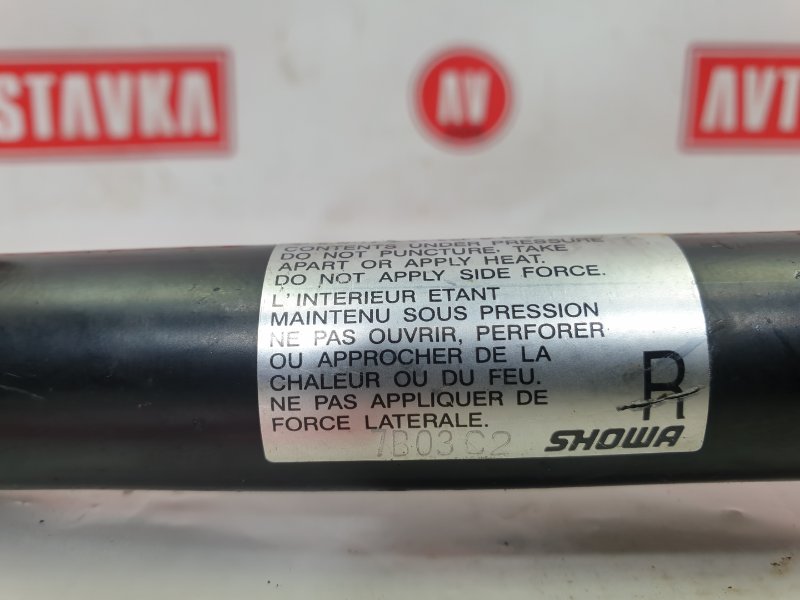 STAVKA
AV
AVT
CONTENTS UNDER PRESSURE
DO NOT PUNCTURE, TAKE
APART OR APPLY HEAT.
DO NOT APPLY SIDE FORCE.
L'INTERIEUR ETANT
MAINTENU SOUS PRESSION
NE PAS OUVRIR, PERFORER
OU APPROCHER DE LA
CHALEUR OU DU FEU.
NE PAS APPLIQUER DE
FORCE LATERALE.
R
7B03 C2
SHOWA